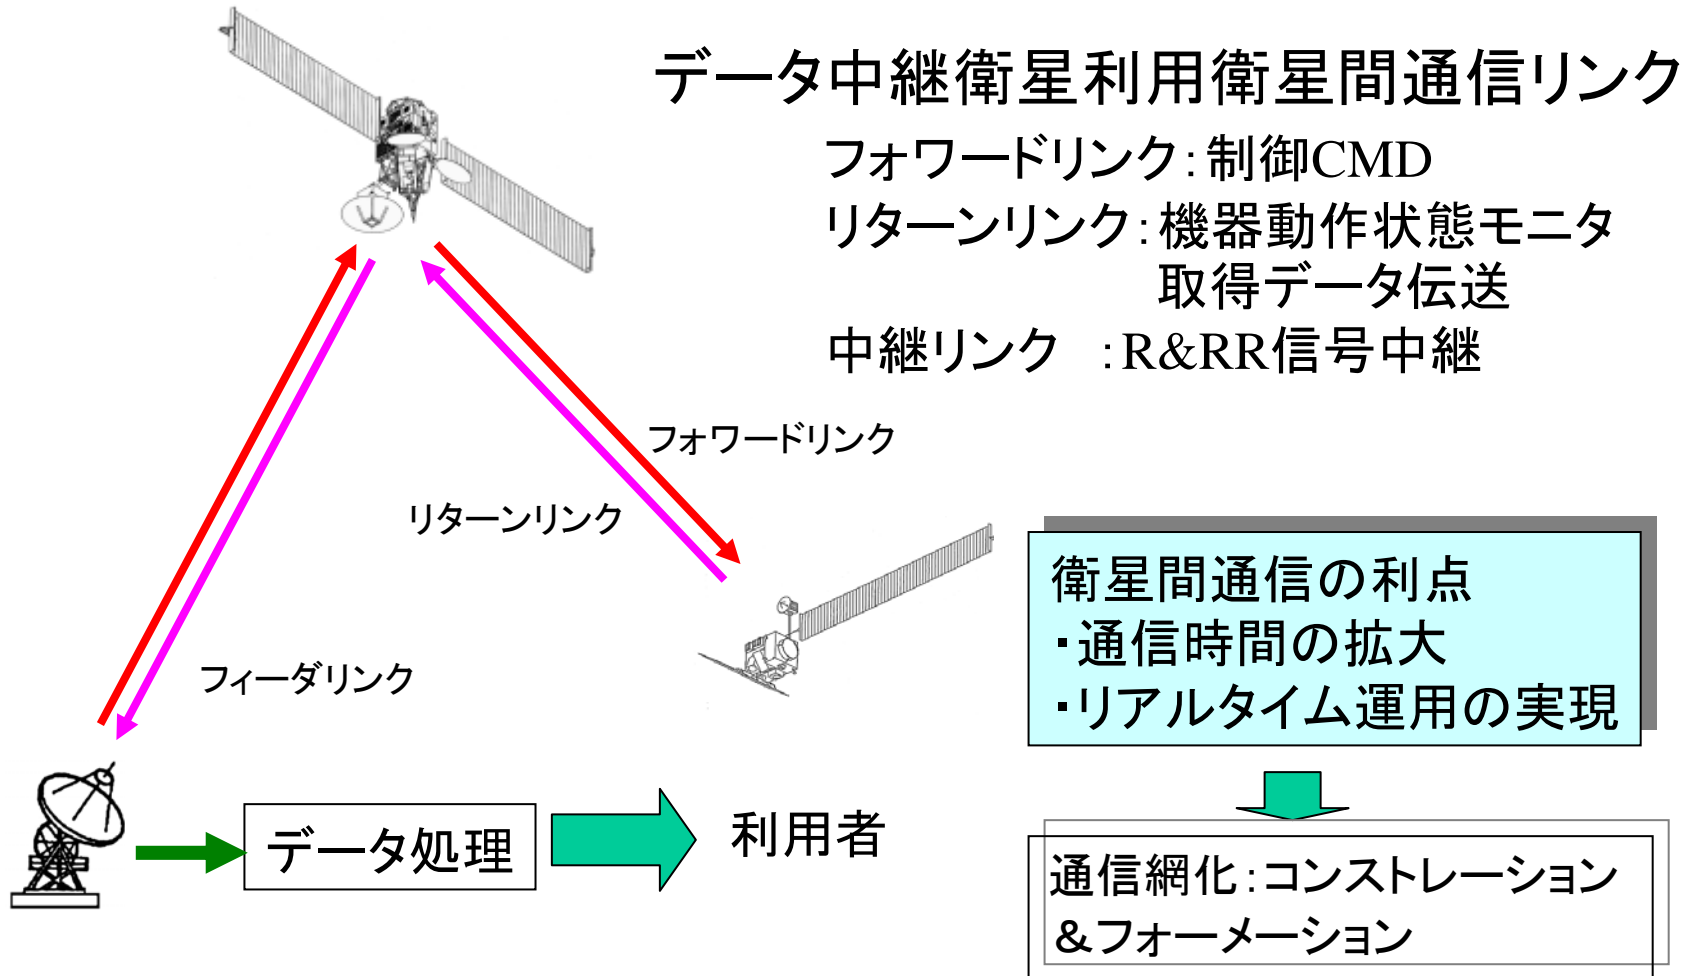 データ中継衛星利用衛星間通信リンク
フォワードリンク：制御CMD
リターンリンク：機器動作状態モニタ
取得データ伝送
中継リンク　：R&RR信号中継
フォワードリンク
リターンリンク
フィーダリンク
衛星間通信の利点
・通信時間の拡大
・リアルタイム運用の実現
データ処理
利用者
通信網化：コンストレーション
＆フォーメーション